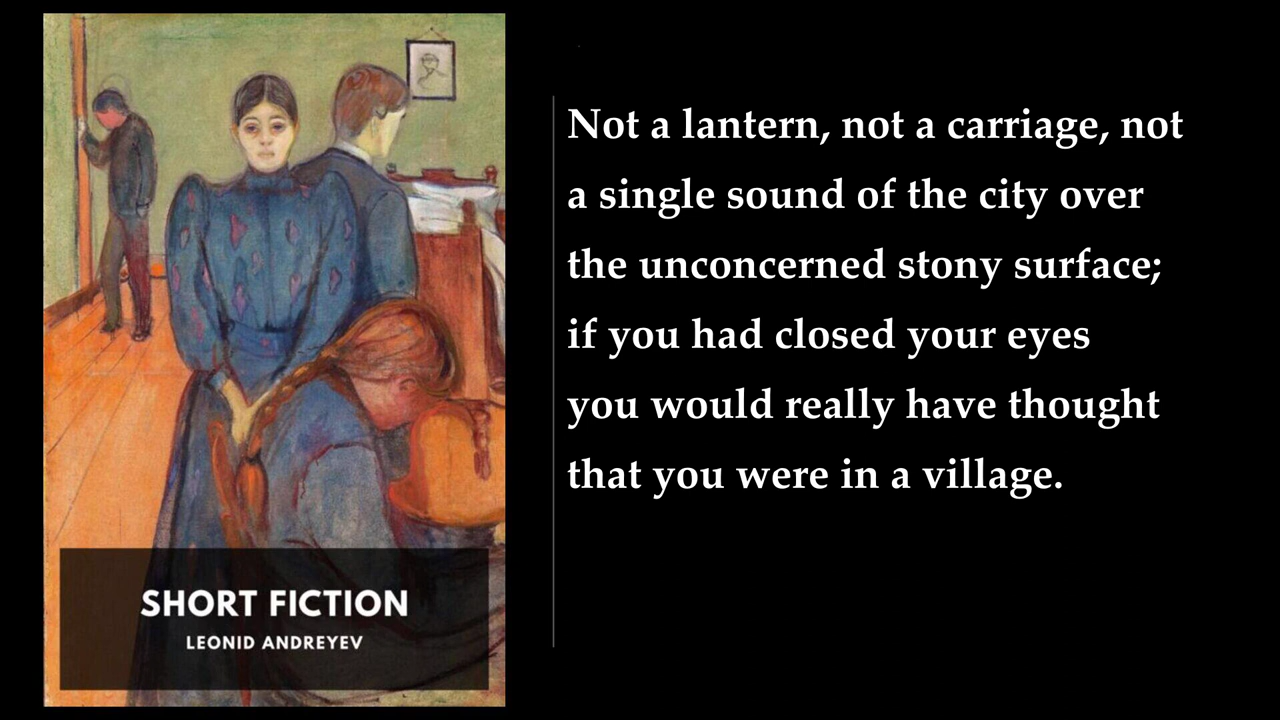 Not a lantern, not a carriage, not
a single sound of the city over
the unconcerned stony surface;
if you had closed your eyes
you would really have thought
that you were in a village.
SHORT FICTION
LEONID ANDREYEV